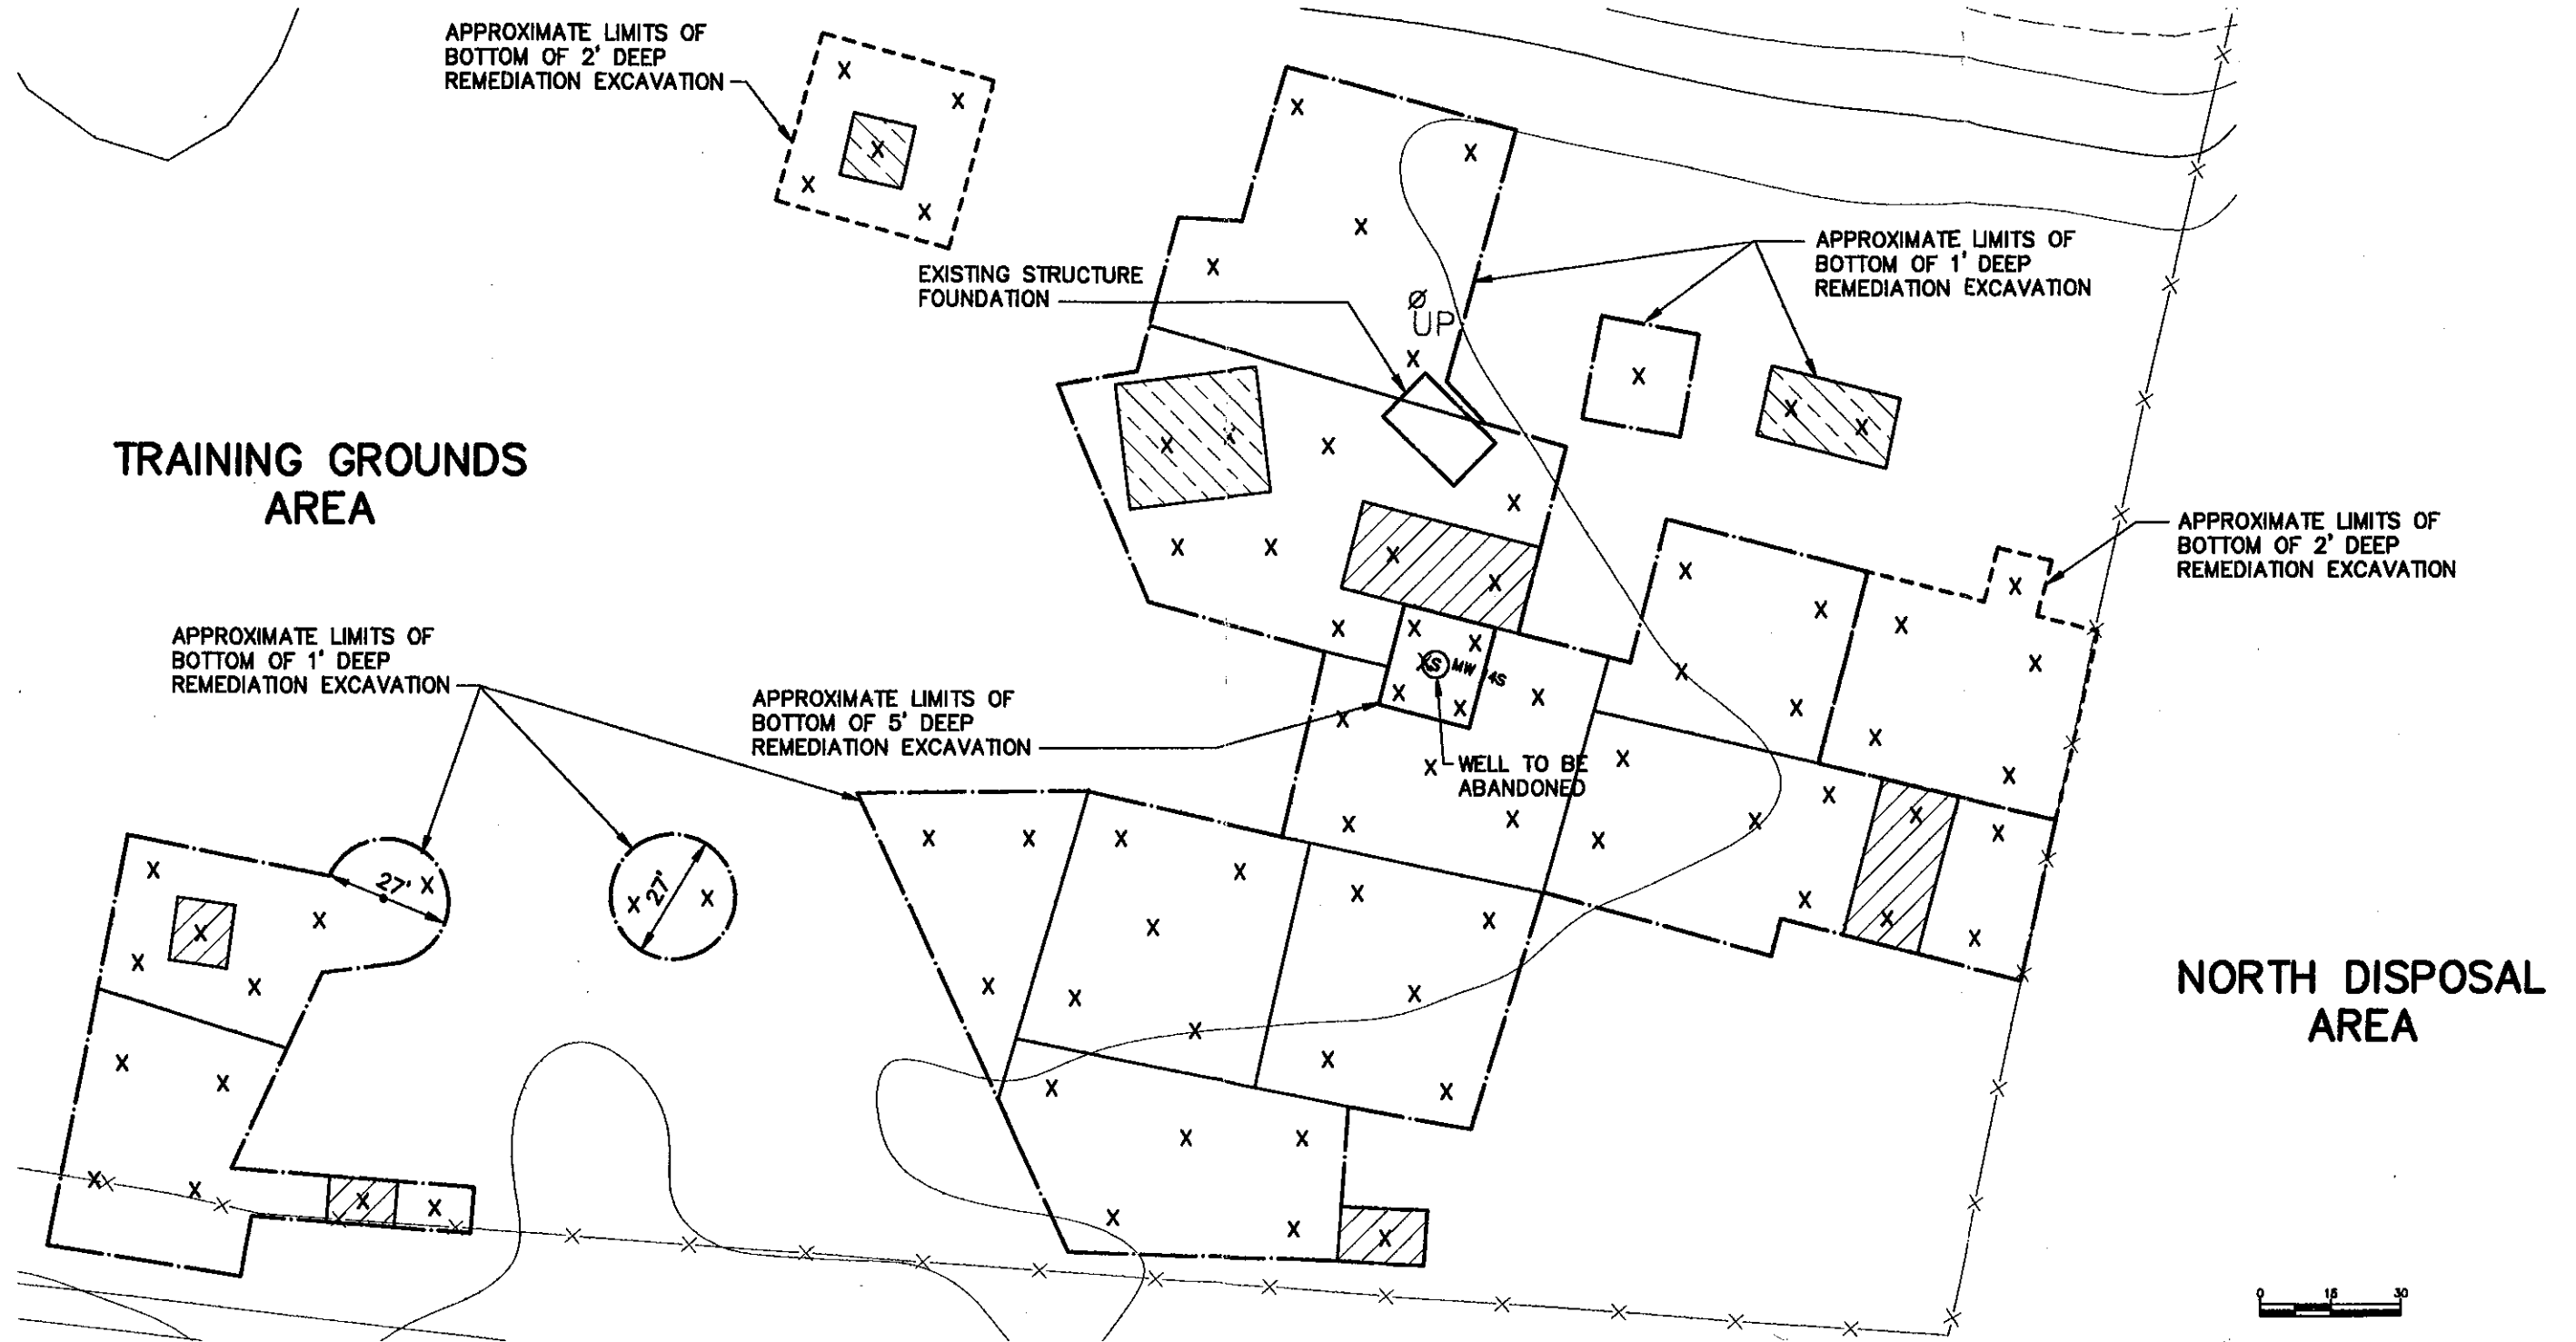 APPROXIMATE LIMITS OF
BOTTOM OF 2' DEEP
REMEDIATION EXCAVATION
EXISTING STRUCTURE
FOUNDATION
Ø
UP
APPROXIMATE LIMITS OF
BOTTOM OF 1' DEEP
REMEDIATION EXCAVATION
TRAINING GROUNDS
AREA
APPROXIMATE LIMITS OF
BOTTOM OF 2' DEEP
REMEDIATION EXCAVATION
APPROXIMATE LIMITS OF
BOTTOM OF 1' DEEP
REMEDIATION EXCAVATION
S MW 4S
APPROXIMATE LIMITS OF
BOTTOM OF 5' DEEP
REMEDIATION EXCAVATION
WELL TO BE
ABANDONED
27'
27'
NORTH DISPOSAL
AREA
0 15 30